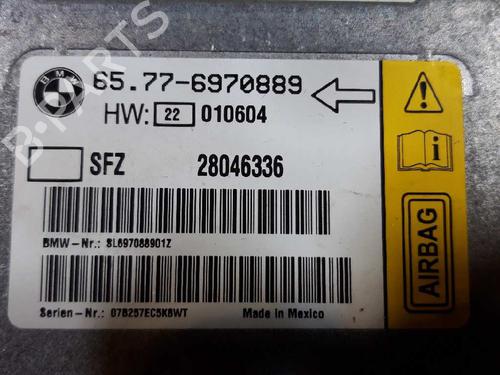 B-PARTS
BMW
65.77-6970889
HW: 22 010604
SFZ 28046336
BMW-Nr.: SL697088901Z
Serien-Nr.: 07B257EC5K8WT Made in Mexico
AIRBAG